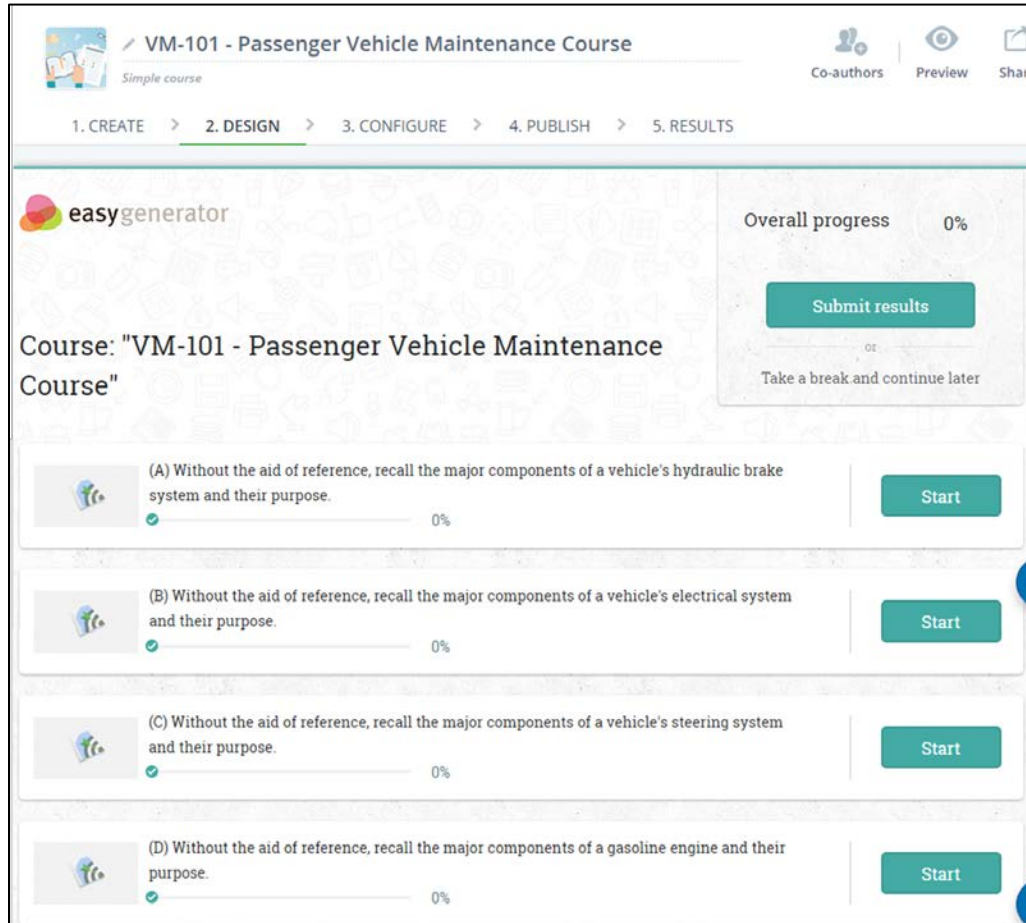 VM-101 - Passenger Vehicle Maintenance Course
Simple course
Co-authors
Preview
Shar
1. CREATE > 2. DESIGN > 3. CONFIGURE > 4. PUBLISH > 5. RESULTS
easygenerator
Overall progress 0%
Submit results
or
Take a break and continue later
Course: "VM-101 - Passenger Vehicle Maintenance
Course"
(A) Without the aid of reference, recall the major components of a vehicle's hydraulic brake
system and their purpose.
0%
Start
(B) Without the aid of reference, recall the major components of a vehicle's electrical system
and their purpose.
0%
Start
(C) Without the aid of reference, recall the major components of a vehicle's steering system
and their purpose.
0%
Start
(D) Without the aid of reference, recall the major components of a gasoline engine and their
purpose.
0%
Start